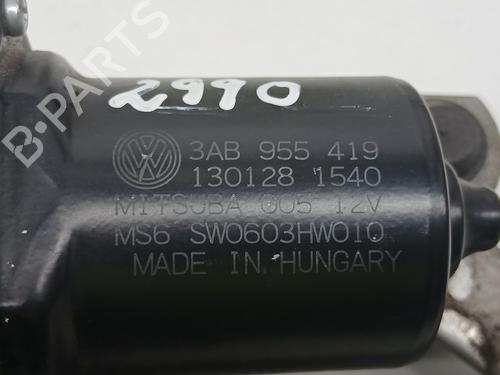 2990
B-PARTS
3AB 955 419
130128 1540
MITSUBA 005 12V
MS6 SW0603HW010
MADE IN HUNGARY